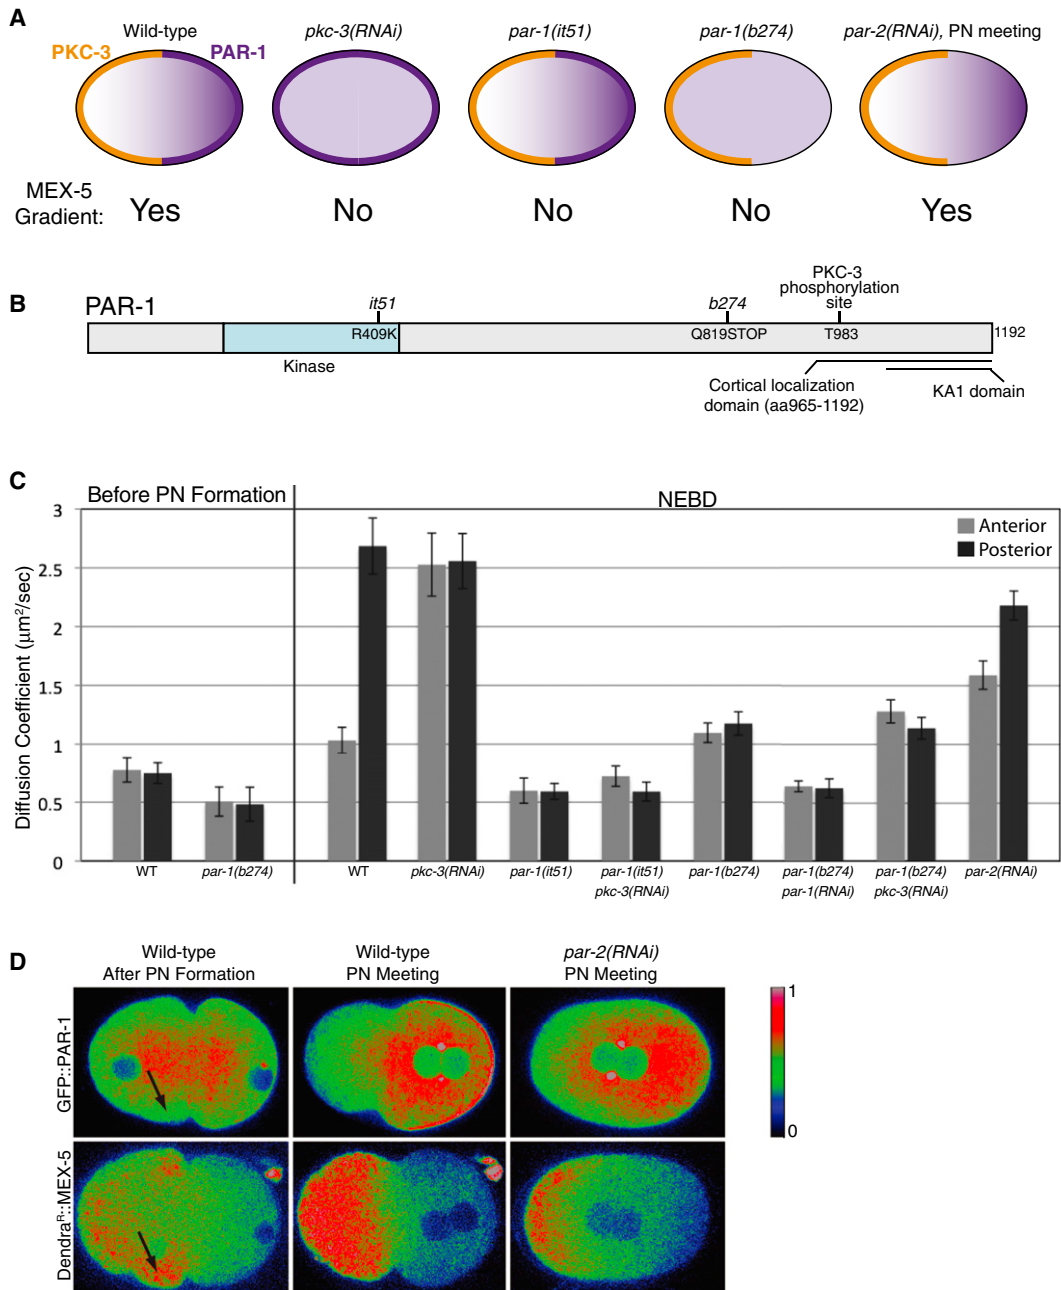 A
Wild-type
pkc-3(RNAi)
par-1(it51)
par-1(b274)
par-2(RNAi), PN meeting
PKC-3
PAR-1
MEX-5
Gradient:
Yes
No
No
No
Yes
B
PAR-1
it51
b274
PKC-3
phosphorylation
site
R409K
Q819STOP
T983
1192
Kinase
Cortical localization
domain (aa965-1192)
KA1 domain
C
Before PN Formation
NEBD
Anterior
Posterior
Diffusion Coefficient (µm²/sec)
3
2.5
2
1.5
1
0.5
0
WT
par-1(b274)
WT
pkc-3(RNAi)
par-1(it51)
par-1(it51)
pkc-3(RNAi)
par-1(b274)
par-1(b274)
par-1(RNAi)
par-1(b274)
pkc-3(RNAi)
par-2(RNAi)
D
Wild-type
After PN Formation
Wild-type
PN Meeting
par-2(RNAi)
PN Meeting
GFP::PAR-1
Dendraᴿ::MEX-5
1
0